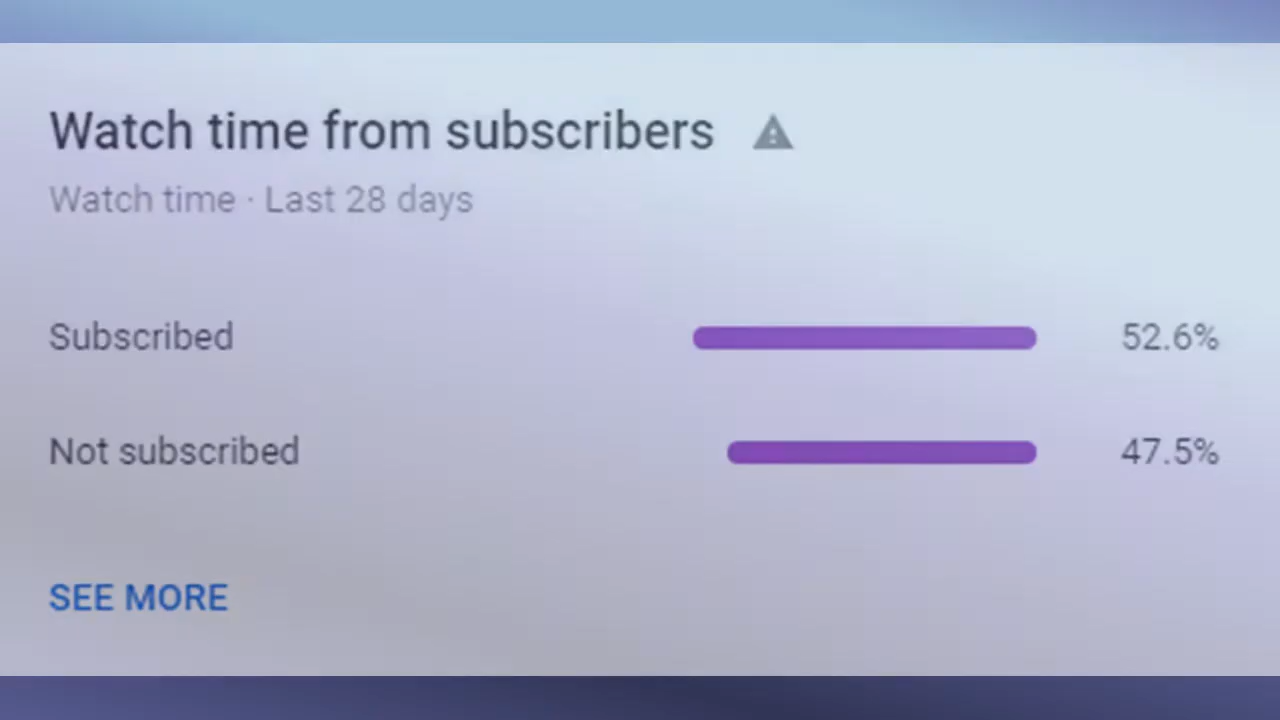 Watch time from subscribers
Watch time · Last 28 days
Subscribed 52.6%
Not subscribed 47.5%
SEE MORE